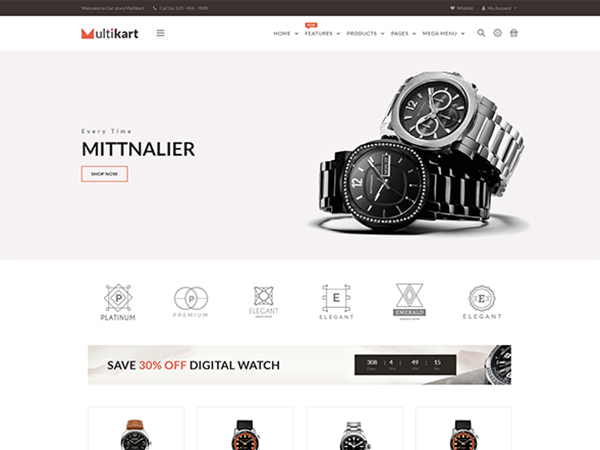 Welcome to Our store Multikart
Call Us: 123 - 456 - 7890
Wishlist
My Account
Multikart
HOME
NEW
FEATURES
PRODUCTS
PAGES
MEGA MENU
Every Time
MITTNALIER
SHOP NOW
P
PLATINUM
PREMIUM
ELEGANT
E
ELEGANT
EMERALD
E
ELEGANT
SAVE 30% OFF DIGITAL WATCH
308 : 4 : 49 : 15